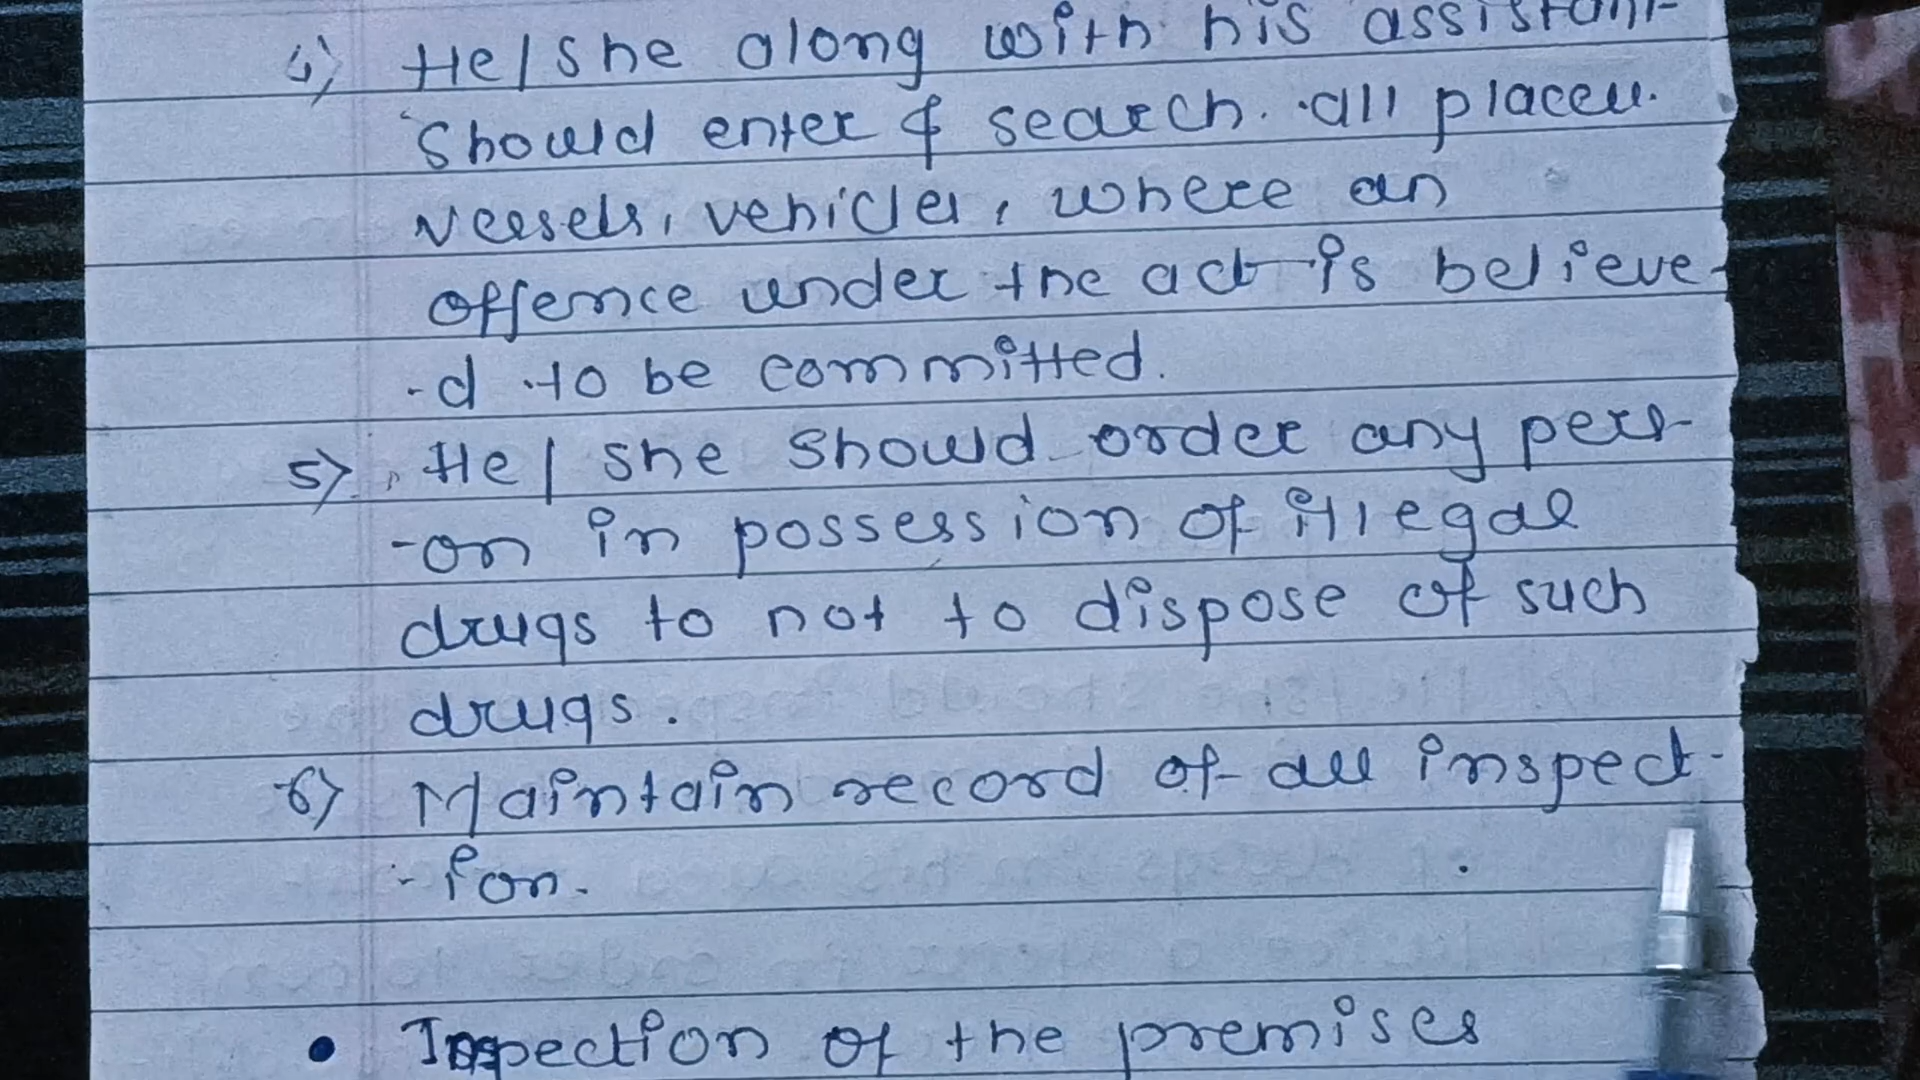 4) He/she along with his assistant
should enter & search. all places.
vessels, vehicles, where an
offence under the act is believe-
-d to be committed.
5) He/ she should order any pers-
-on in possession of illegal
drugs to not to dispose of such
drugs.
6) Maintain record of all inspect-
-ion.
• Inspection of the premises